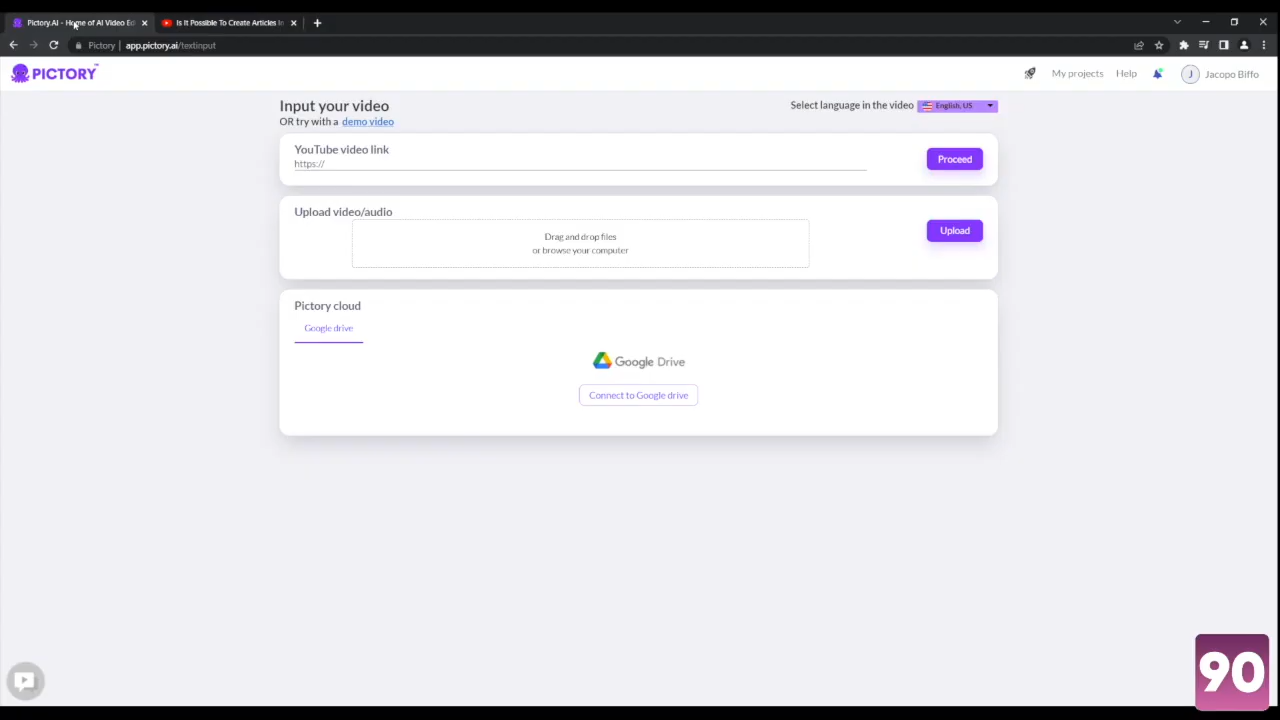 Pictory.AI - Home of AI Video Edi
Is It Possible To Create Articles In
Pictory
app.pictory.ai/textinput
PICTORY™
My projects
Help
J
Jacopo Biffo
Input your video
OR try with a demo video
Select language in the video
English, US
YouTube video link
https://
Proceed
Upload video/audio
Drag and drop files
or browse your computer
Upload
Pictory cloud
Google drive
Google Drive
Connect to Google drive
90